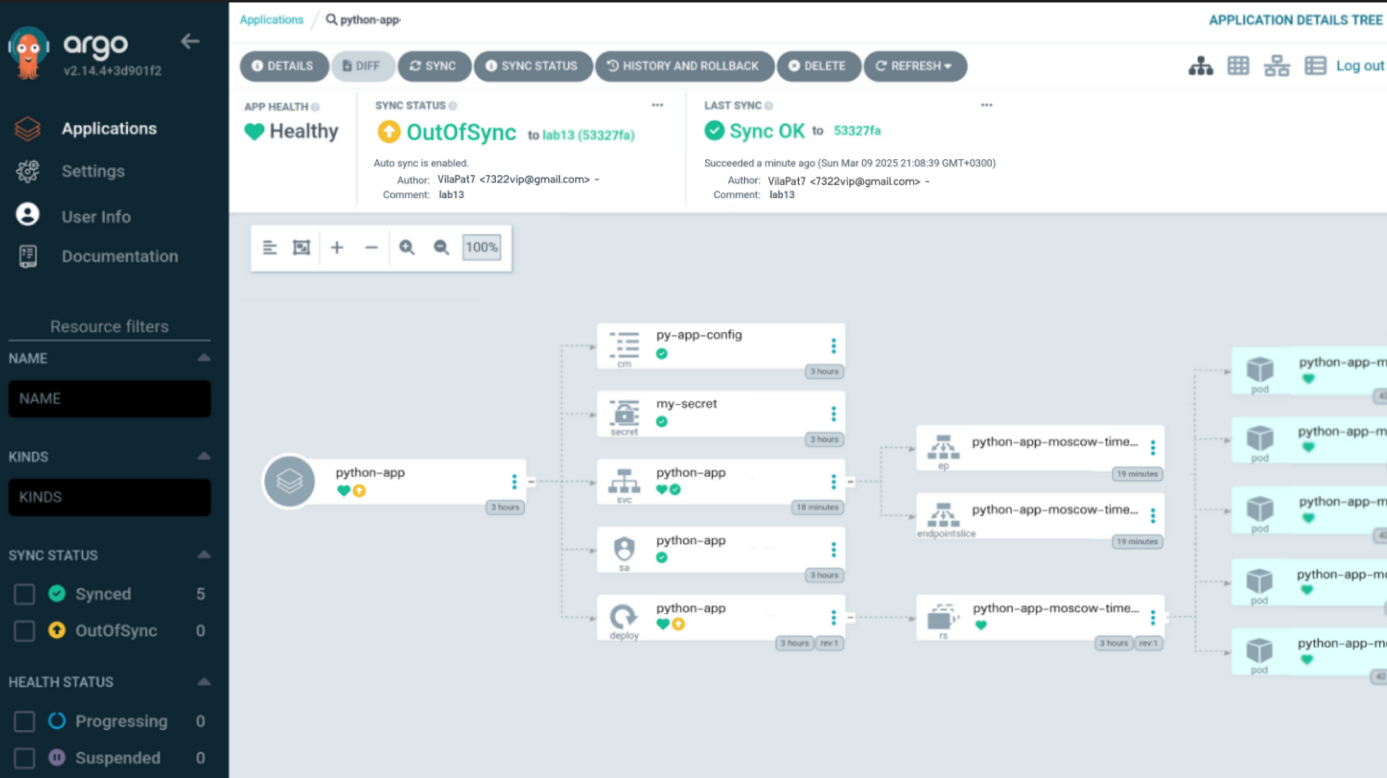 argo
v2.14.4+3d901f2
Applications
Settings
User Info
Documentation
Resource filters
NAME
NAME
KINDS
KINDS
SYNC STATUS
Synced 5
OutOfSync 0
HEALTH STATUS
Progressing 0
Suspended 0
Applications / python-app
APPLICATION DETAILS TREE
DETAILS DIFF SYNC SYNC STATUS HISTORY AND ROLLBACK DELETE REFRESH
Log out
APP HEALTH
Healthy
SYNC STATUS
OutOfSync to lab13 (53327fa)
Auto sync is enabled.
Author: VilaPat7 <7322vip@gmail.com> -
Comment: lab13
LAST SYNC
Sync OK to 53327fa
Succeeded a minute ago (Sun Mar 09 2025 21:08:39 GMT+0300)
Author: VilaPat7 <7322vip@gmail.com> -
Comment: lab13
100%
python-app
3 hours
py-app-config
cm
3 hours
my-secret
secret
3 hours
python-app
svc
18 minutes
python-app
sa
3 hours
python-app
deploy
3 hours rev:1
python-app-moscow-time...
ep
19 minutes
python-app-moscow-time...
endpointslice
19 minutes
python-app-moscow-time...
rs
3 hours rev:1
python-app-m
pod
python-app-m
pod
python-app-m
pod
python-app-m
pod
python-app-m
pod